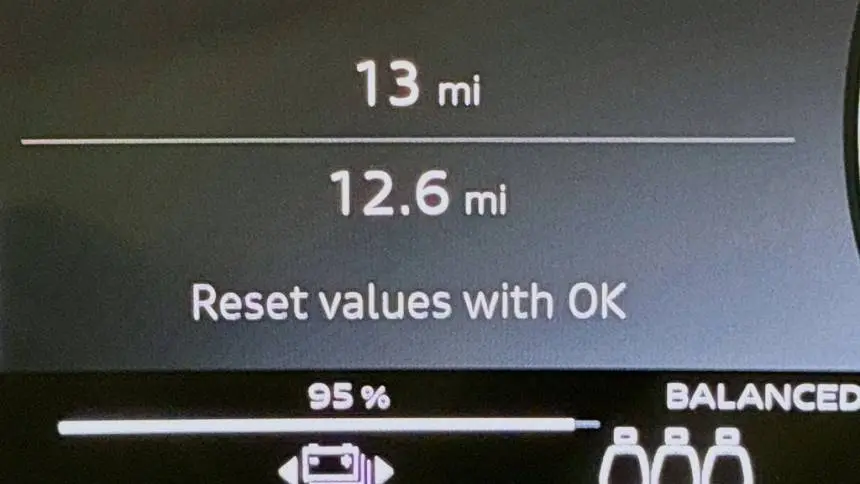 13 mi
12.6 mi
Reset values with OK
95 %
BALANCED